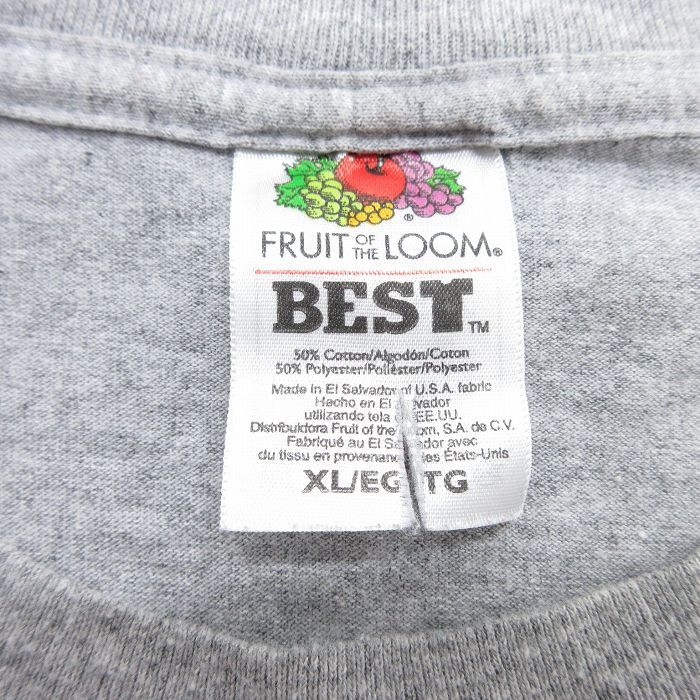 ®
FRUIT OF THE LOOM®
BEST™
50% Cotton/Algodón/Coton
50% Polyester/Poliéster/Polyester
Made in El Salvador of U.S.A. fabric
Hecho en El Salvador
utilizando tela EE.UU.
Distribuidora Fruit of the Loom, S.A. de C.V.
Fabriqué au El Salvador avec
du tissu en provenance des États-Unis
XL/EG/TG